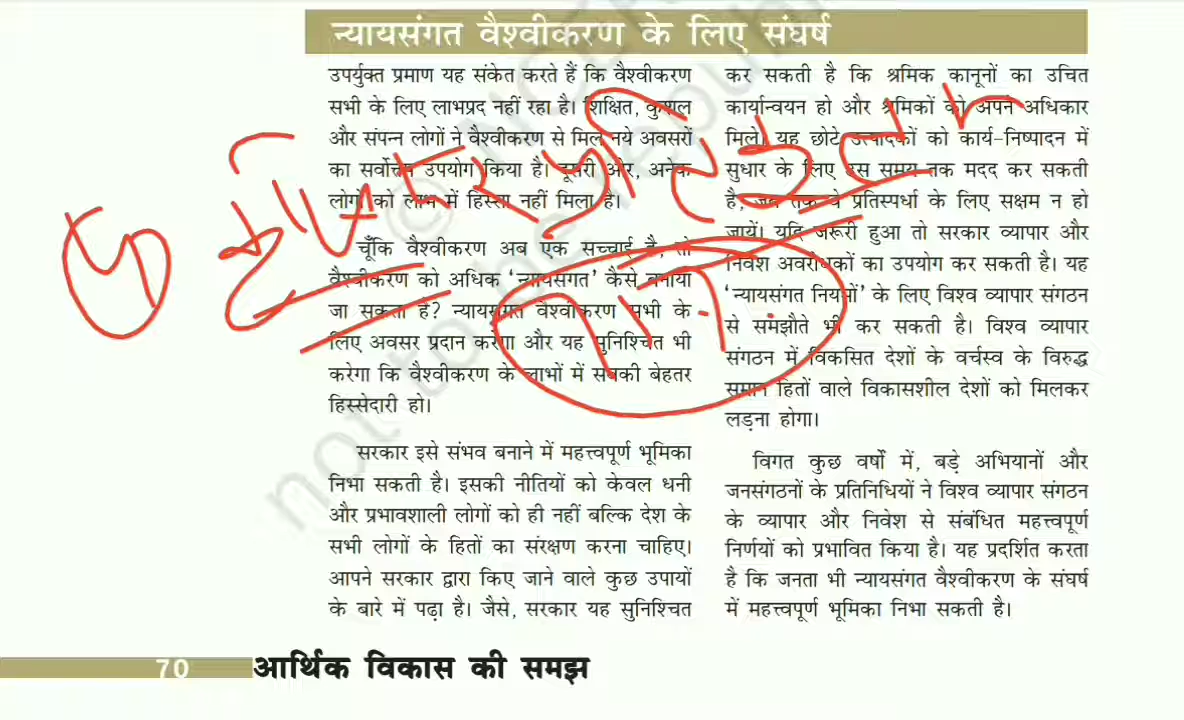 न्यायसंगत वैश्वीकरण के लिए संघर्ष
उपर्युक्त प्रमाण यह संकेत करते हैं कि वैश्वीकरण
सभी के लिए लाभप्रद नहीं रहा है। शिक्षित, कुशल
और संपन्न लोगों ने वैश्वीकरण से मिले नये अवसरों
का सर्वोत्तम उपयोग किया है। दूसरी ओर, अनेक
लोगों को लाभ में हिस्सा नहीं मिला है।
चूँकि वैश्वीकरण अब एक सच्चाई है, तो
वैश्वीकरण को अधिक ‘न्यायसंगत’ कैसे बनाया
जा सकता है? न्यायसंगत वैश्वीकरण सभी के
लिए अवसर प्रदान करेगा और यह सुनिश्चित भी
करेगा कि वैश्वीकरण के लाभों में सबकी बेहतर
हिस्सेदारी हो।
सरकार इसे संभव बनाने में महत्त्वपूर्ण भूमिका
निभा सकती है। इसकी नीतियों को केवल धनी
और प्रभावशाली लोगों को ही नहीं बल्कि देश के
सभी लोगों के हितों का संरक्षण करना चाहिए।
आपने सरकार द्वारा किए जाने वाले कुछ उपायों
के बारे में पढ़ा है। जैसे, सरकार यह सुनिश्चित
कर सकती है कि श्रमिक कानूनों का उचित
कार्यान्वयन हो और श्रमिकों को अपने अधिकार
मिलें। यह छोटे उत्पादकों को कार्य-निष्पादन में
सुधार के लिए उस समय तक मदद कर सकती
है, जब तक वे प्रतिस्पर्धा के लिए सक्षम न हो
जायें। यदि जरूरी हुआ तो सरकार व्यापार और
निवेश अवरोधकों का उपयोग कर सकती है। यह
‘न्यायसंगत नियमों’ के लिए विश्व व्यापार संगठन
से समझौते भी कर सकती है। विश्व व्यापार
संगठन में विकसित देशों के वर्चस्व के विरुद्ध
समान हितों वाले विकासशील देशों को मिलकर
लड़ना होगा।
विगत कुछ वर्षों में, बड़े अभियानों और
जनसंगठनों के प्रतिनिधियों ने विश्व व्यापार संगठन
के व्यापार और निवेश से संबंधित महत्त्वपूर्ण
निर्णयों को प्रभावित किया है। यह प्रदर्शित करता
है कि जनता भी न्यायसंगत वैश्वीकरण के संघर्ष
में महत्त्वपूर्ण भूमिका निभा सकती है।
70 आर्थिक विकास की समझ